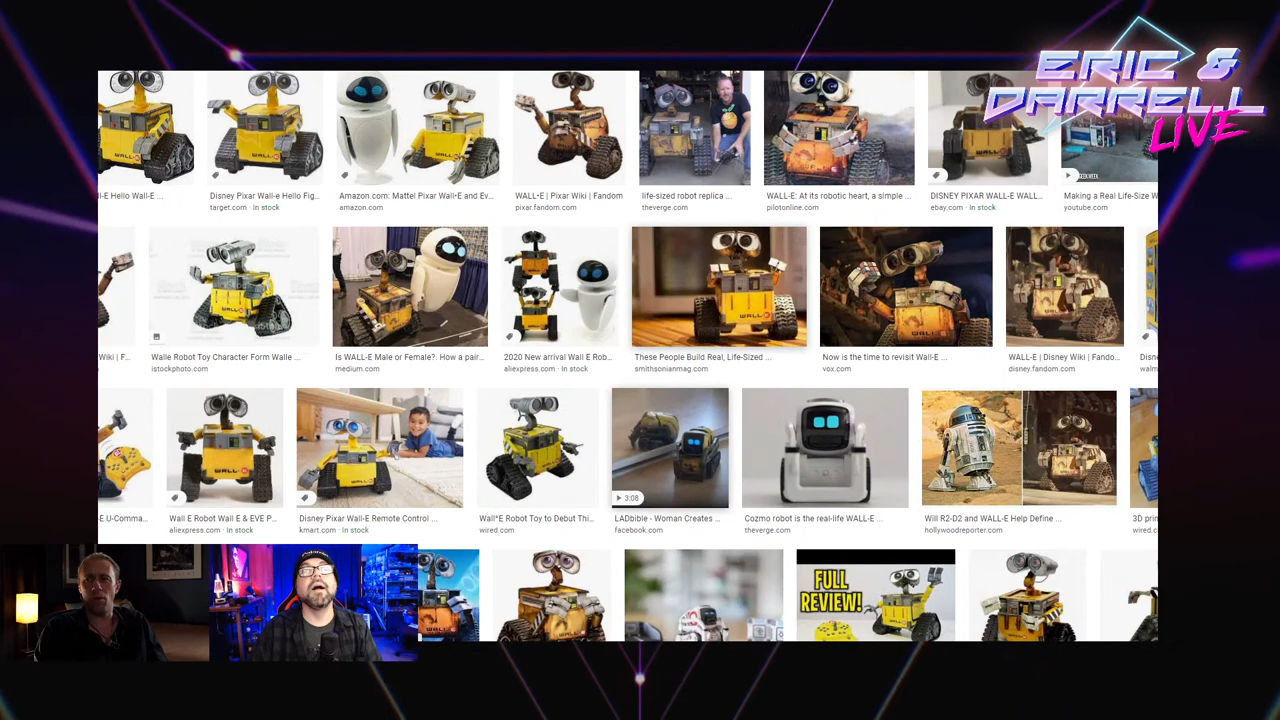 ERIC &
DARRELL
LIVE
-E Hello Wall-E ...
Disney Pixar Wall-e Hello Fig...
target.com · In stock
Amazon.com: Mattel Pixar Wall•E and Ev...
amazon.com
WALL•E | Pixar Wiki | Fandom
pixar.fandom.com
life-sized robot replica ...
theverge.com
WALL-E: At its robotic heart, a simple ...
pilotonline.com
DISNEY PIXAR WALL-E WALL...
ebay.com · In stock
Making a Real Life-Size W
youtube.com
Wiki | F...
Walle Robot Toy Character Form Walle ...
istockphoto.com
Is WALL-E Male or Female?. How a pair...
medium.com
2020 New arrival Wall E Rob...
aliexpress.com · In stock
These People Build Real, Life-Sized ...
smithsonianmag.com
Now is the time to revisit Wall-E ...
vox.com
WALL-E | Disney Wiki | Fando...
disney.fandom.com
Disne
walm
3:08
-E U-Comma...
Wall E Robot Wall E & EVE P...
aliexpress.com · In stock
Disney Pixar Wall-E Remote Control ...
kmart.com · In stock
Wall*E Robot Toy to Debut Thi...
wired.com
LADbible - Woman Creates ...
facebook.com
Cozmo robot is the real-life WALL-E ...
theverge.com
Will R2-D2 and WALL-E Help Define ...
hollywoodreporter.com
3D prin
wired.c
FULL
REVIEW!